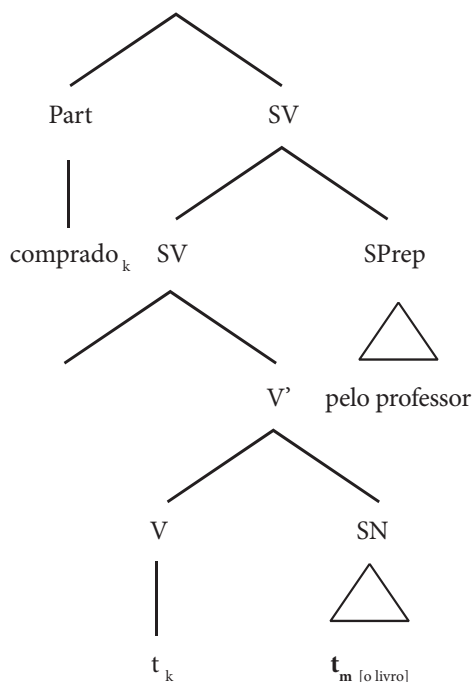 Part SV
comprado k SV SPrep
V’ pelo professor
V SN
t k t m [o livro]